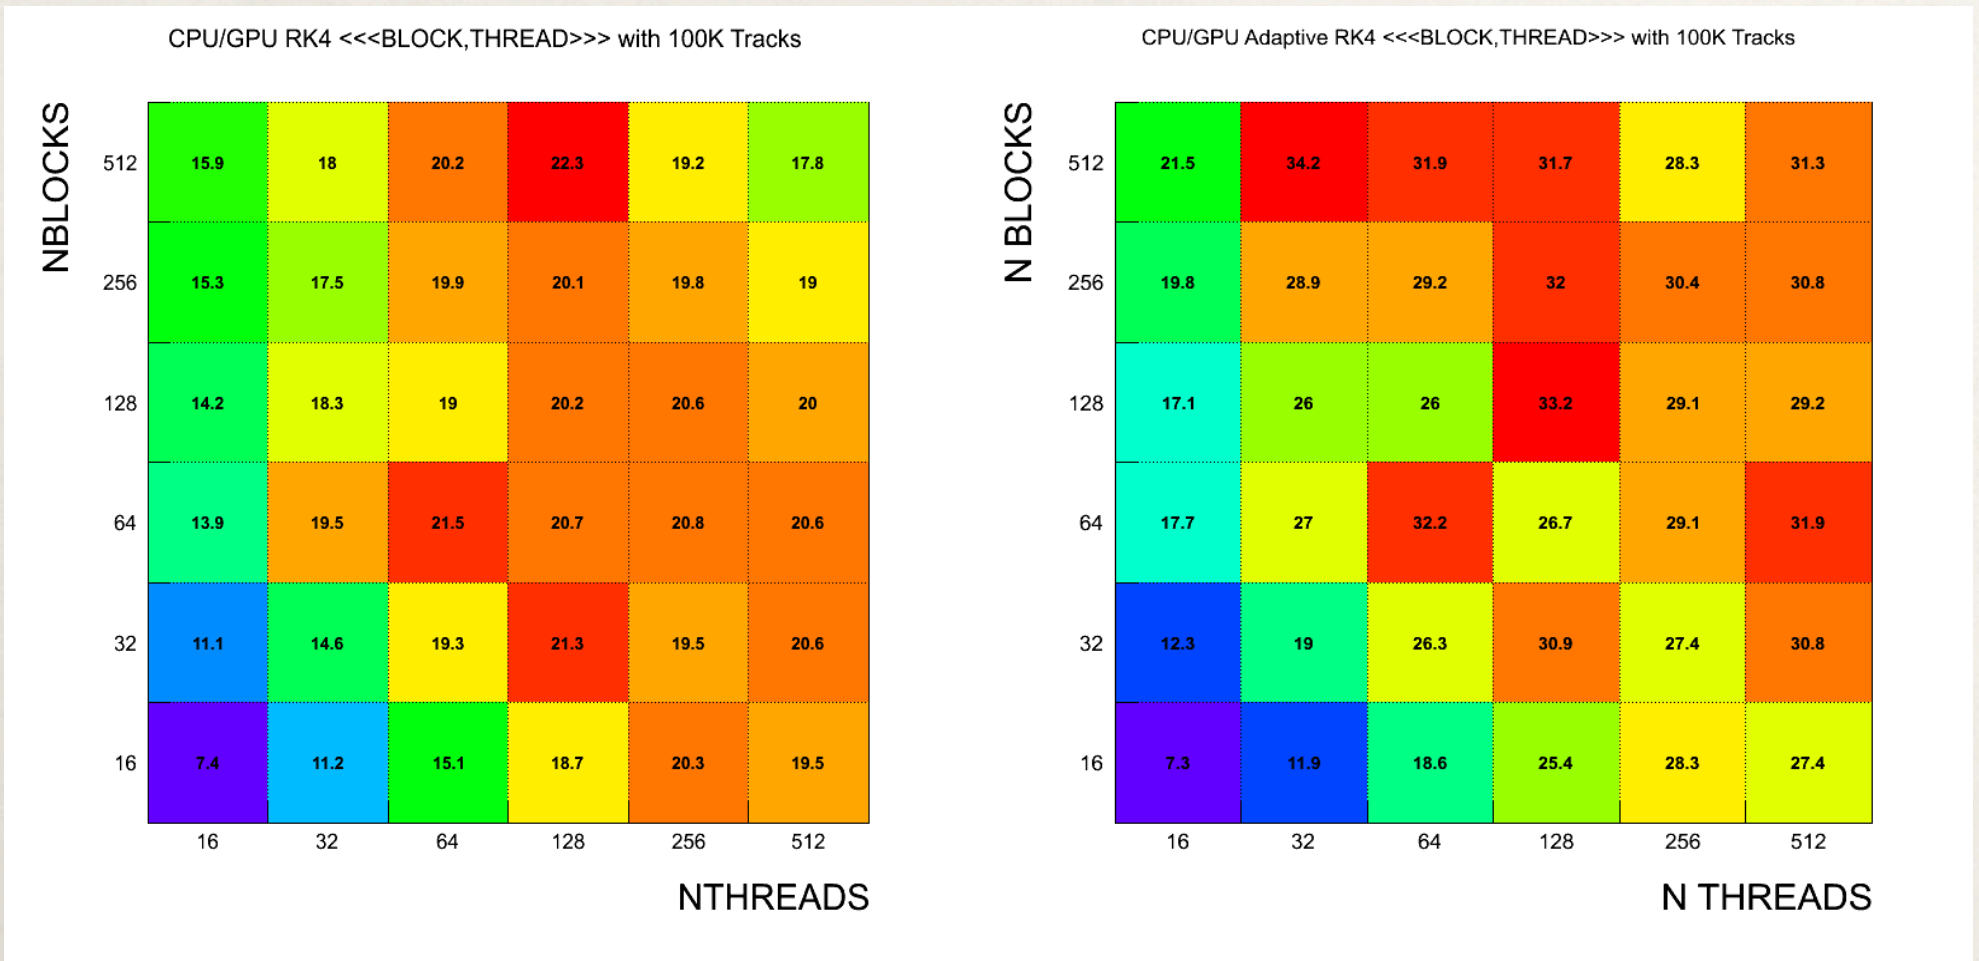 CPU/GPU RK4 <<<BLOCK,THREAD>>> with 100K Tracks
NBLOCKS
512 15.9 18 20.2 22.3 19.2 17.8
256 15.3 17.5 19.9 20.1 19.8 19
128 14.2 18.3 19 20.2 20.6 20
64 13.9 19.5 21.5 20.7 20.8 20.6
32 11.1 14.6 19.3 21.3 19.5 20.6
16 7.4 11.2 15.1 18.7 20.3 19.5
16 32 64 128 256 512
NTHREADS
CPU/GPU Adaptive RK4 <<<BLOCK,THREAD>>> with 100K Tracks
N BLOCKS
512 21.5 34.2 31.9 31.7 28.3 31.3
256 19.8 28.9 29.2 32 30.4 30.8
128 17.1 26 26 33.2 29.1 29.2
64 17.7 27 32.2 26.7 29.1 31.9
32 12.3 19 26.3 30.9 27.4 30.8
16 7.3 11.9 18.6 25.4 28.3 27.4
16 32 64 128 256 512
N THREADS